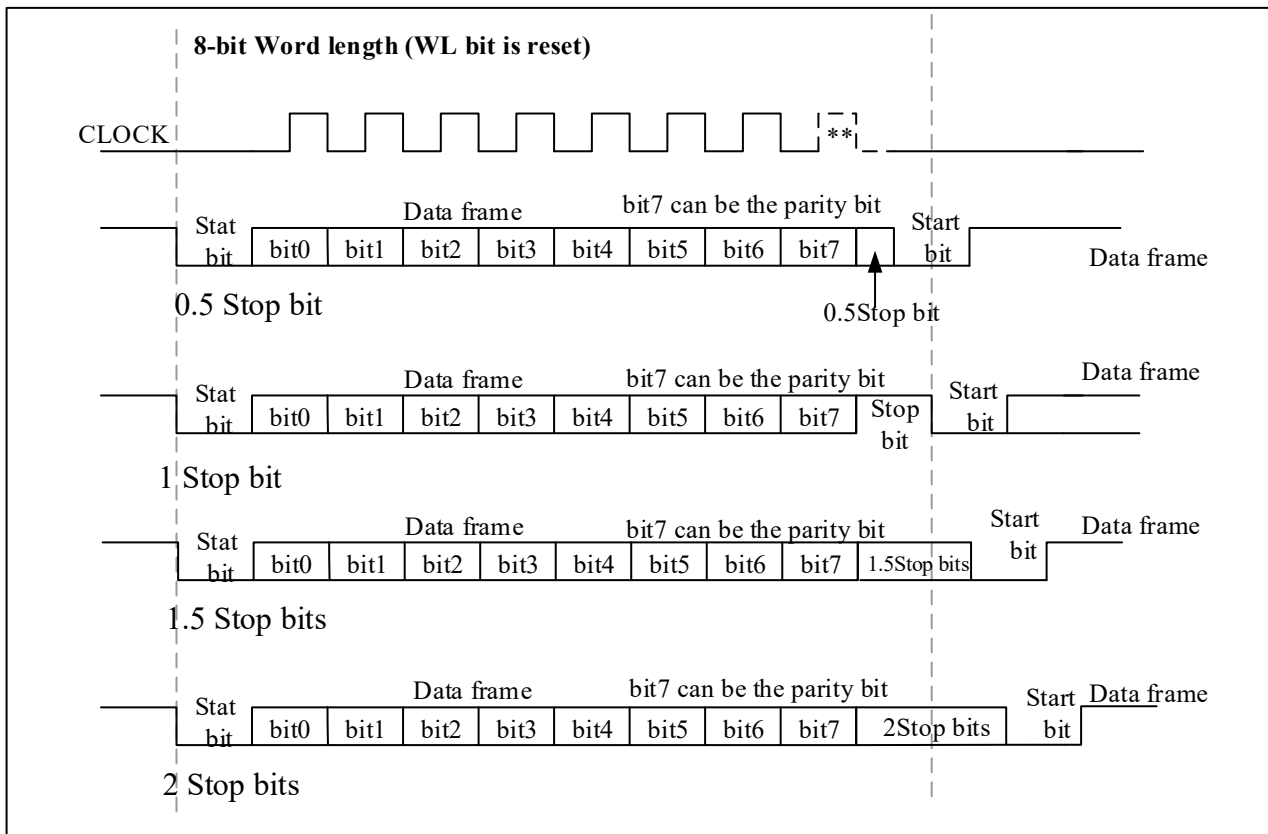 8-bit Word length (WL bit is reset)
CLOCK
**
Stat
bit
Data frame
bit7 can be the parity bit
Start
bit
bit0 bit1 bit2 bit3 bit4 bit5 bit6 bit7
Data frame
0.5 Stop bit
0.5Stop bit
Stat
bit
Data frame
bit7 can be the parity bit
Data frame
Start
bit
bit0 bit1 bit2 bit3 bit4 bit5 bit6 bit7
Stop
bit
1 Stop bit
Stat
bit
Data frame
bit7 can be the parity bit
Start
bit
Data frame
bit0 bit1 bit2 bit3 bit4 bit5 bit6 bit7 1.5Stop bits
1.5 Stop bits
Stat
bit
Data frame
bit7 can be the parity bit
Start
bit
Data frame
bit0 bit1 bit2 bit3 bit4 bit5 bit6 bit7 2Stop bits
2 Stop bits